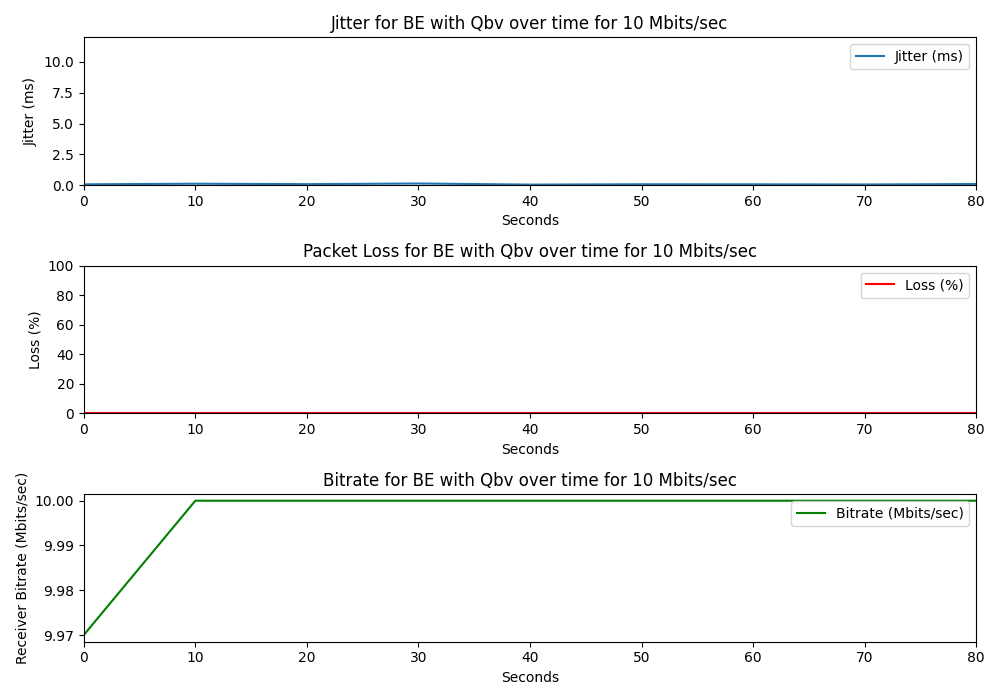 Jitter for BE with Qbv over time for 10 Mbits/sec
Jitter (ms)
10.0
7.5
5.0
2.5
0.0
Jitter (ms)
0 10 20 30 40 50 60 70 80
Seconds
Packet Loss for BE with Qbv over time for 10 Mbits/sec
Loss (%)
100
80
60
40
20
0
Loss (%)
0 10 20 30 40 50 60 70 80
Seconds
Bitrate for BE with Qbv over time for 10 Mbits/sec
Receiver Bitrate (Mbits/sec)
10.00
9.99
9.98
9.97
Bitrate (Mbits/sec)
0 10 20 30 40 50 60 70 80
Seconds